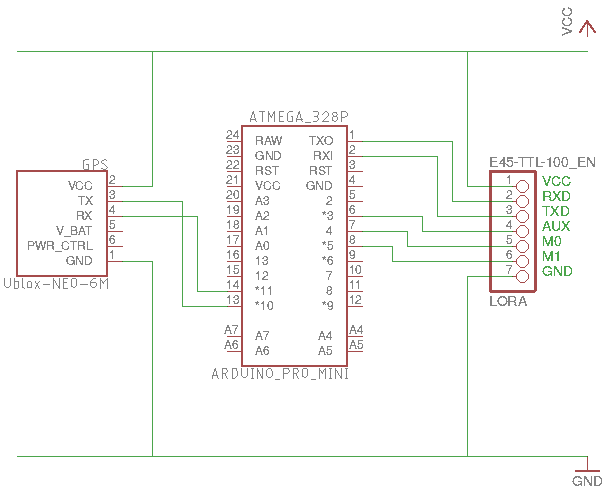 VCC
ATMEGA_328P
24 RAW TXO 1
23 GND RXI 2
22 RST RST 3
21 VCC GND 4
20 A3 2 5
19 A2 *3 6
18 A1 4 7
17 A0 *5 8
16 13 *6 9
15 12 7 10
14 *11 8 11
13 *10 *9 12
A7 A7 A4 A4
A6 A6 A5 A5
ARDUINO_PRO_MINI
GPS
VCC 2
TX 3
RX 4
V_BAT 5
PWR_CTRL 6
GND 1
Ublox-NEO-6M
E45-TTL-100_EN
1 VCC
2 RXD
3 TXD
4 AUX
5 M0
6 M1
7 GND
LORA
GND